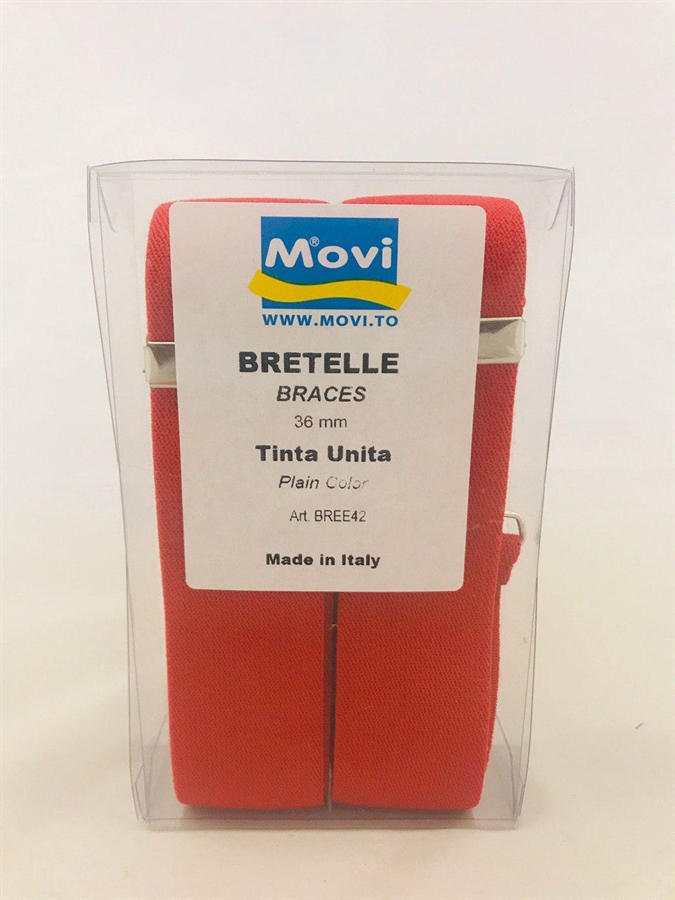 Movi®
WWW.MOVI.TO
BRETELLE
BRACES
36 mm
Tinta Unita
Plain Color
Art. BREE42
Made in Italy